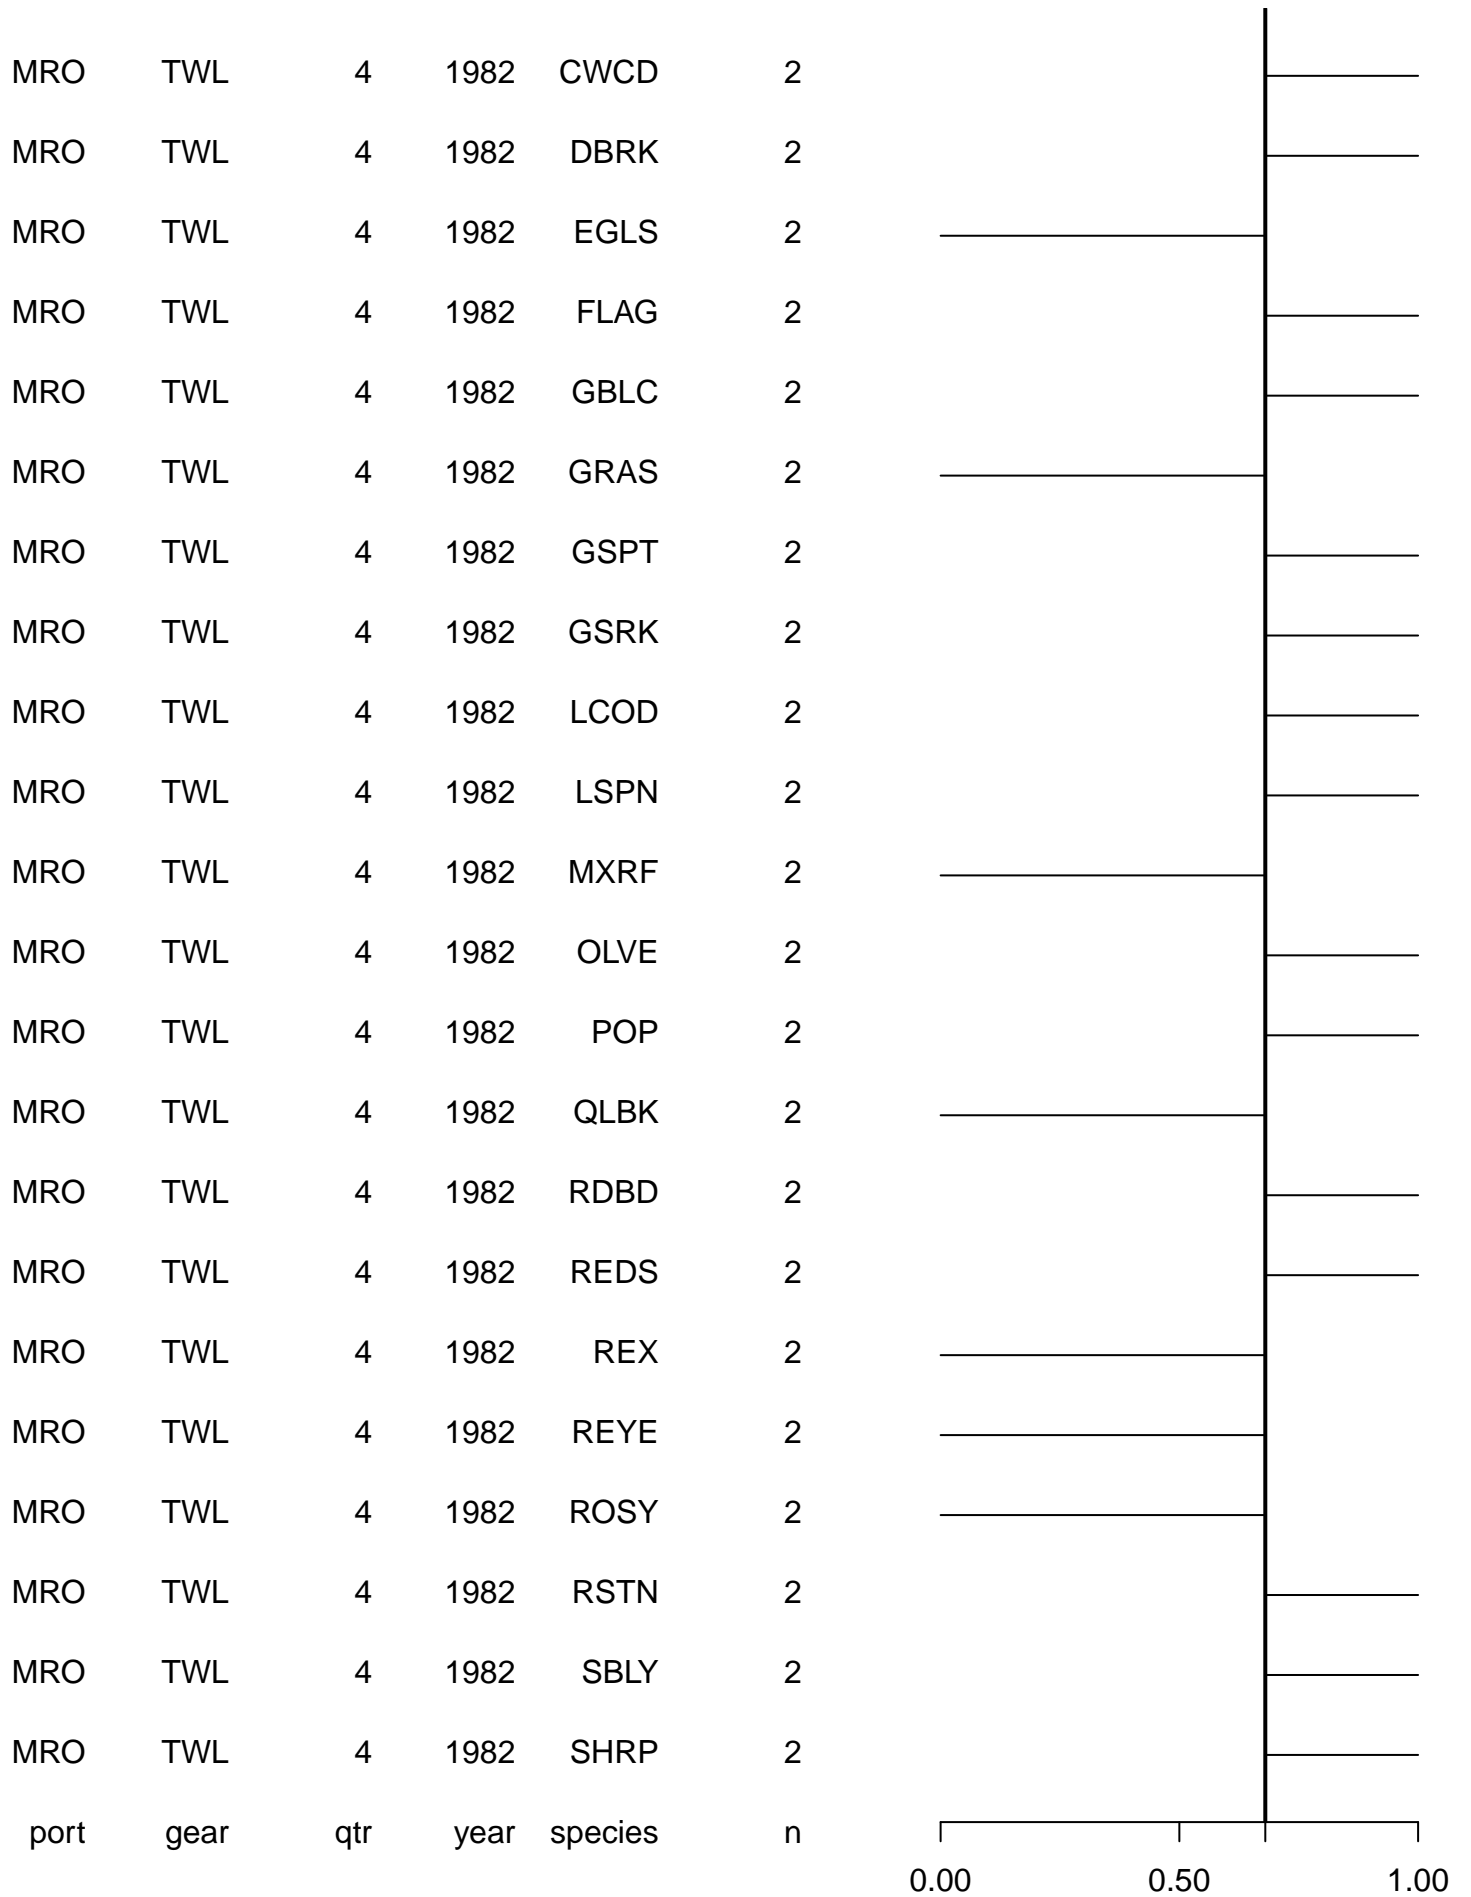 MRO TWL 4 1982 CWCD 2
MRO TWL 4 1982 DBRK 2
MRO TWL 4 1982 EGLS 2
MRO TWL 4 1982 FLAG 2
MRO TWL 4 1982 GBLC 2
MRO TWL 4 1982 GRAS 2
MRO TWL 4 1982 GSPT 2
MRO TWL 4 1982 GSRK 2
MRO TWL 4 1982 LCOD 2
MRO TWL 4 1982 LSPN 2
MRO TWL 4 1982 MXRF 2
MRO TWL 4 1982 OLVE 2
MRO TWL 4 1982 POP 2
MRO TWL 4 1982 QLBK 2
MRO TWL 4 1982 RDBD 2
MRO TWL 4 1982 REDS 2
MRO TWL 4 1982 REX 2
MRO TWL 4 1982 REYE 2
MRO TWL 4 1982 ROSY 2
MRO TWL 4 1982 RSTN 2
MRO TWL 4 1982 SBLY 2
MRO TWL 4 1982 SHRP 2
port gear qtr year species n
0.00 0.50 1.00